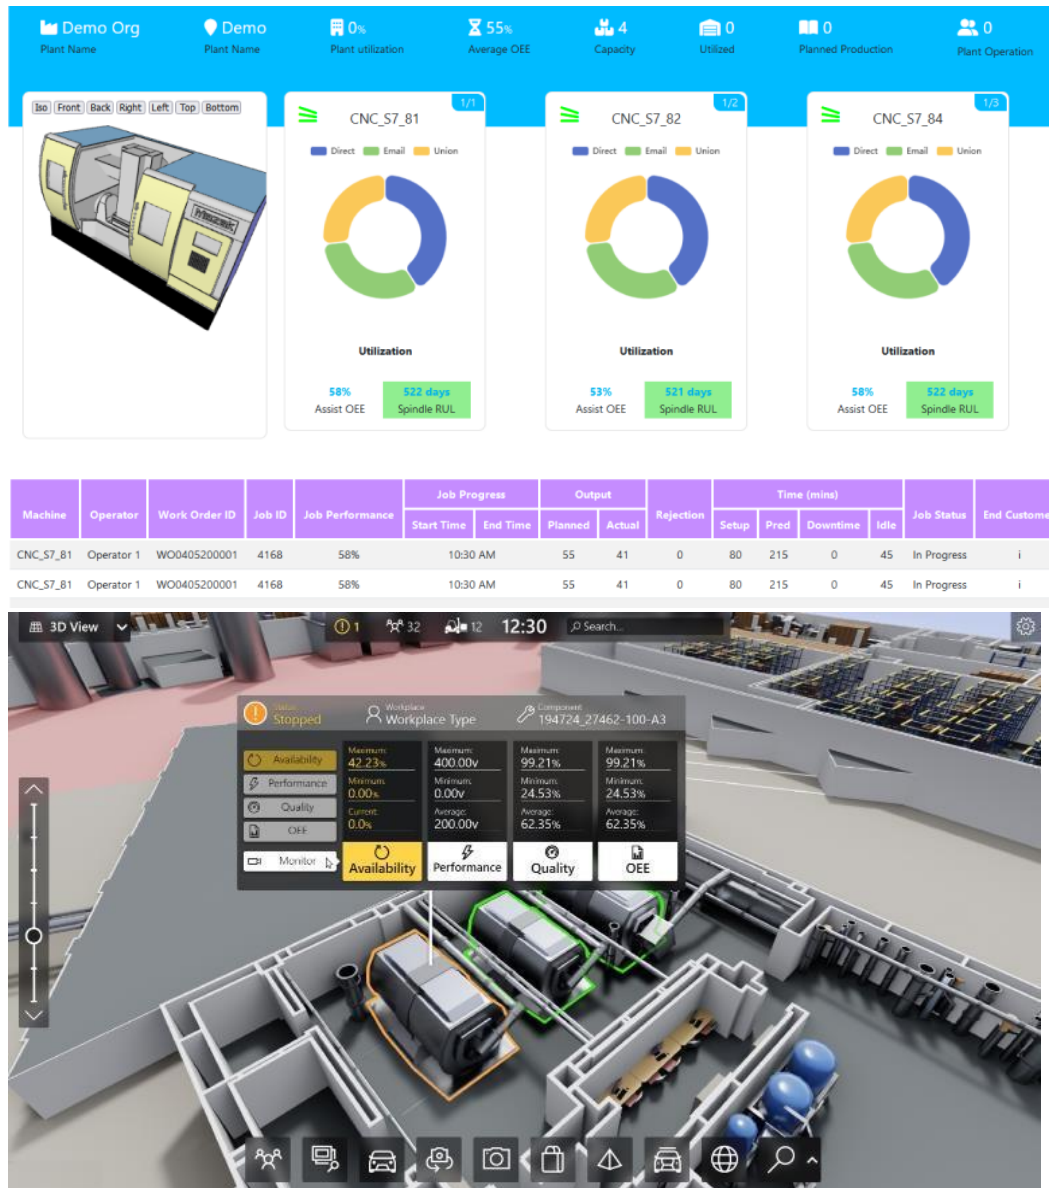 Demo Org
Plant Name
Demo
Plant Name
0%
Plant utilization
55%
Average OEE
4
Capacity
0
Utilized
0
Planned Production
0
Plant Operation
Iso Front Back Right Left Top Bottom
1/1
CNC_S7_81
Direct Email Union
Utilization
58%
Assist OEE
522 days
Spindle RUL
1/2
CNC_S7_82
Direct Email Union
Utilization
53%
Assist OEE
521 days
Spindle RUL
1/3
CNC_S7_84
Direct Email Union
Utilization
58%
Assist OEE
522 days
Spindle RUL
Job Progress Output Time (mins)
Machine Operator Work Order ID Job ID Job Performance Start Time End Time Planned Actual Rejection Setup Pred Downtime Idle Job Status End Custome
CNC_S7_81 Operator 1 WO0405200001 4168 58% 10:30 AM 55 41 0 80 215 0 45 In Progress i
CNC_S7_81 Operator 1 WO0405200001 4168 58% 10:30 AM 55 41 0 80 215 0 45 In Progress i
3D View 1 32 12 12:30 Search...
Status
Stopped
Workplace
Workplace Type
Component
194724_27462-100-A3
Availability
Performance
Quality
OEE
Monitor
Maximum:
42.23%
Minimum:
0.00%
Current:
0.0%
Availability
Maximum:
400.00v
Minimum:
0.00v
Average:
200.00v
Performance
Maximum:
99.21%
Minimum:
24.53%
Average:
62.35%
Quality
Maximum:
99.21%
Minimum:
24.53%
Average:
62.35%
OEE